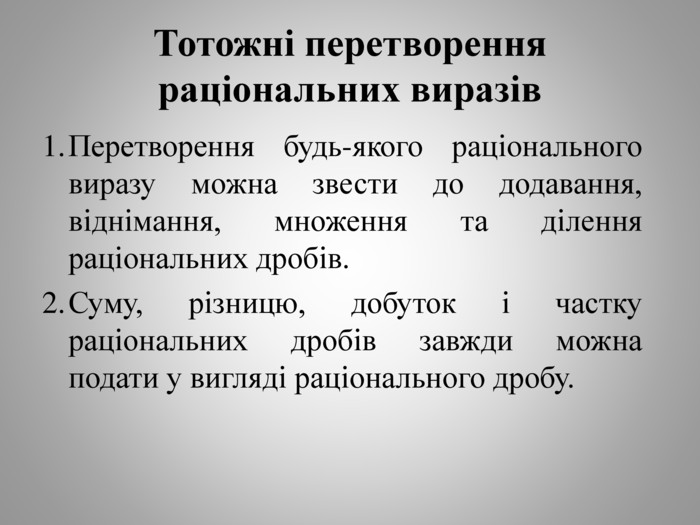 Тотожні перетворення
раціональних виразів
1. Перетворення будь-якого раціонального
виразу можна звести до додавання,
віднімання, множення та ділення
раціональних дробів.
2. Суму, різницю, добуток і частку
раціональних дробів завжди можна
подати у вигляді раціонального дробу.